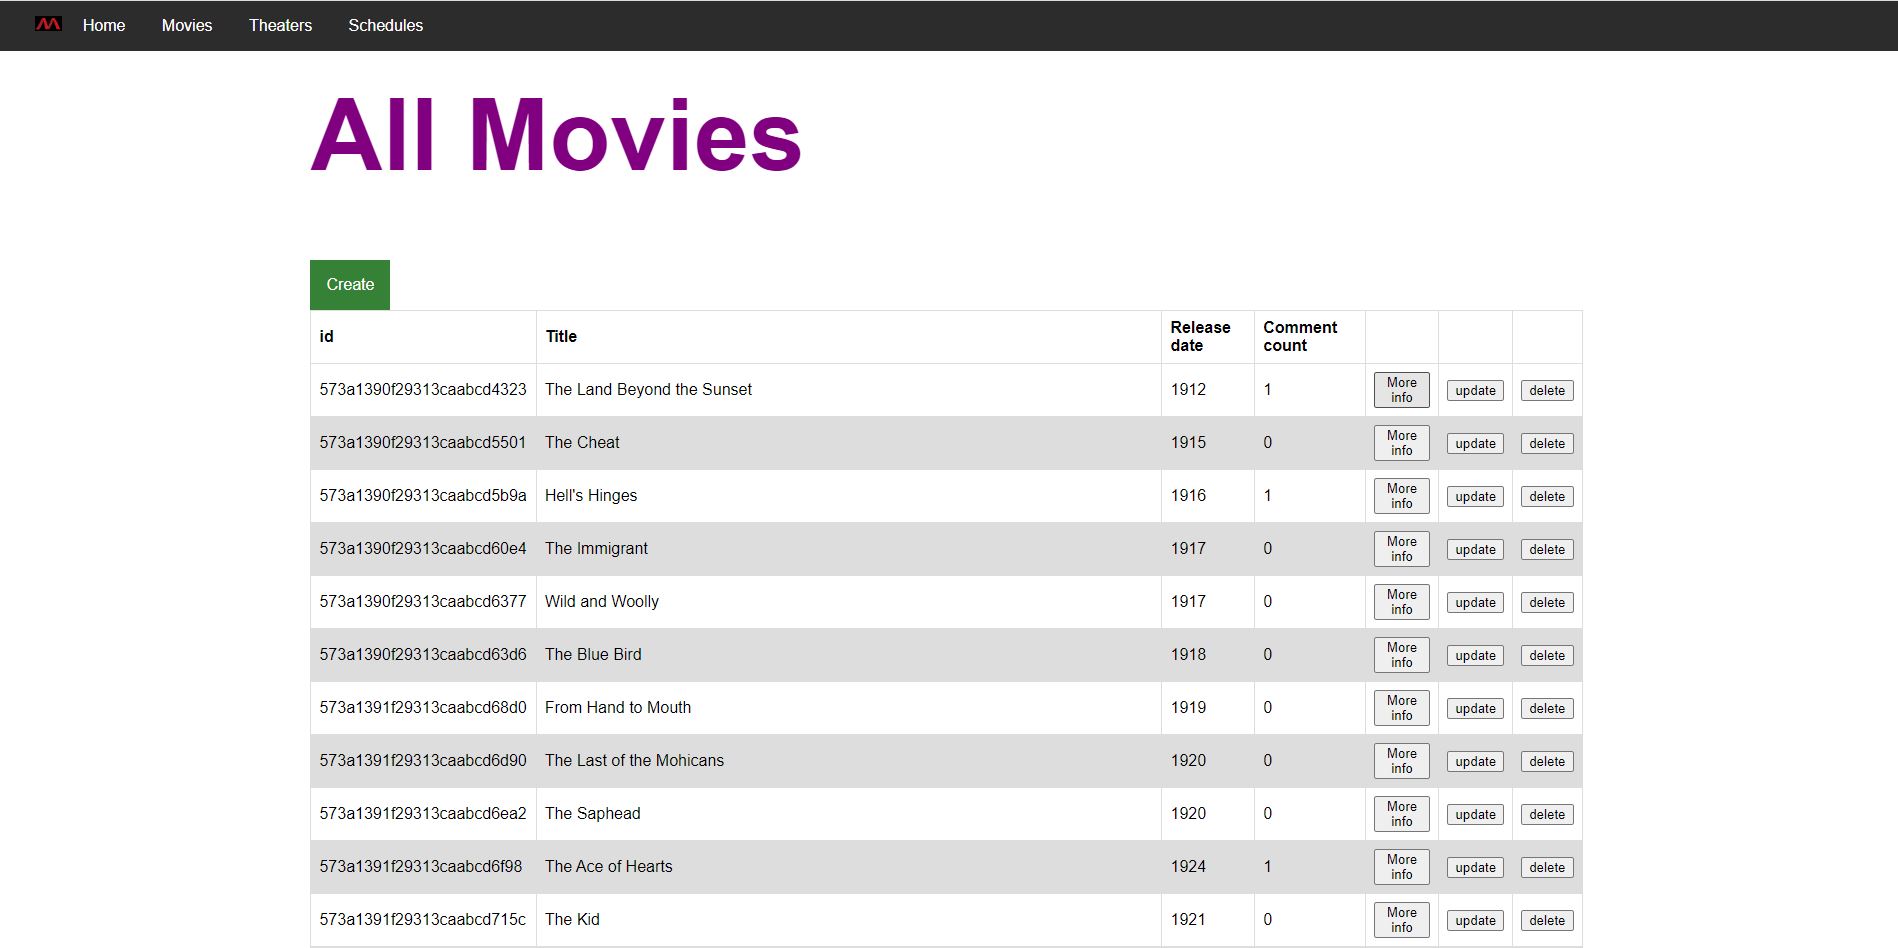 Home Movies Theaters Schedules
All Movies
Create
id Title Release date Comment count
573a1390f29313caabcd4323 The Land Beyond the Sunset 1912 1 More info update delete
573a1390f29313caabcd5501 The Cheat 1915 0 More info update delete
573a1390f29313caabcd5b9a Hell's Hinges 1916 1 More info update delete
573a1390f29313caabcd60e4 The Immigrant 1917 0 More info update delete
573a1390f29313caabcd6377 Wild and Woolly 1917 0 More info update delete
573a1390f29313caabcd63d6 The Blue Bird 1918 0 More info update delete
573a1391f29313caabcd68d0 From Hand to Mouth 1919 0 More info update delete
573a1391f29313caabcd6d90 The Last of the Mohicans 1920 0 More info update delete
573a1391f29313caabcd6ea2 The Saphead 1920 0 More info update delete
573a1391f29313caabcd6f98 The Ace of Hearts 1924 1 More info update delete
573a1391f29313caabcd715c The Kid 1921 0 More info update delete